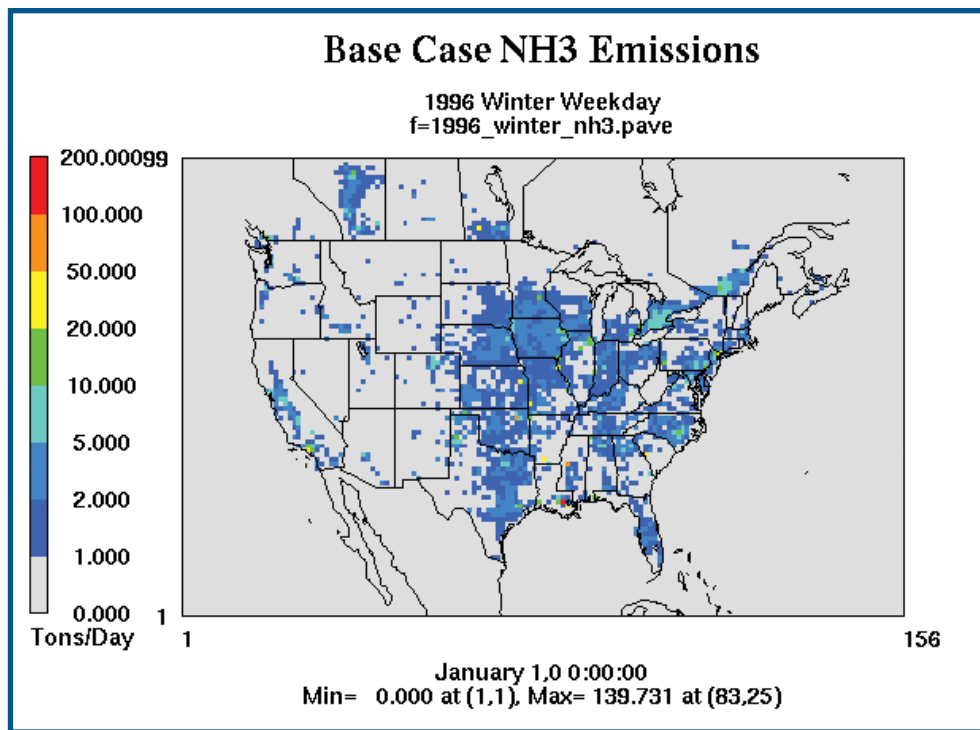 Base Case NH3 Emissions
1996 Winter Weekday
f=1996_winter_nh3.pave
200.000
100.000
50.000
20.000
10.000
5.000
2.000
1.000
0.000
Tons/Day
99
1
1
156
January 1,0 0:00:00
Min= 0.000 at (1,1), Max= 139.731 at (83,25)